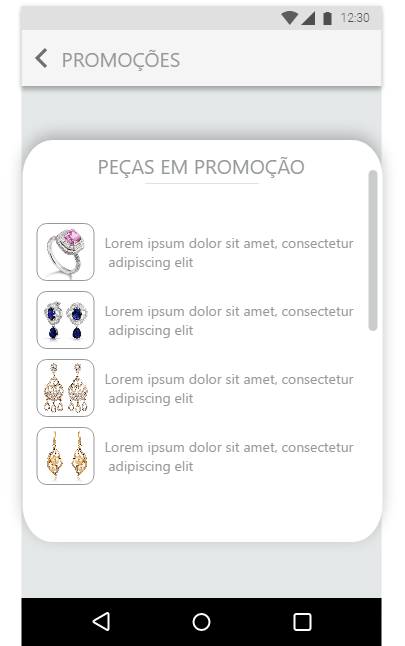 12:30
PROMOÇÕES
PEÇAS EM PROMOÇÃO
Lorem ipsum dolor sit amet, consectetur
adipiscing elit
Lorem ipsum dolor sit amet, consectetur
adipiscing elit
Lorem ipsum dolor sit amet, consectetur
adipiscing elit
Lorem ipsum dolor sit amet, consectetur
adipiscing elit